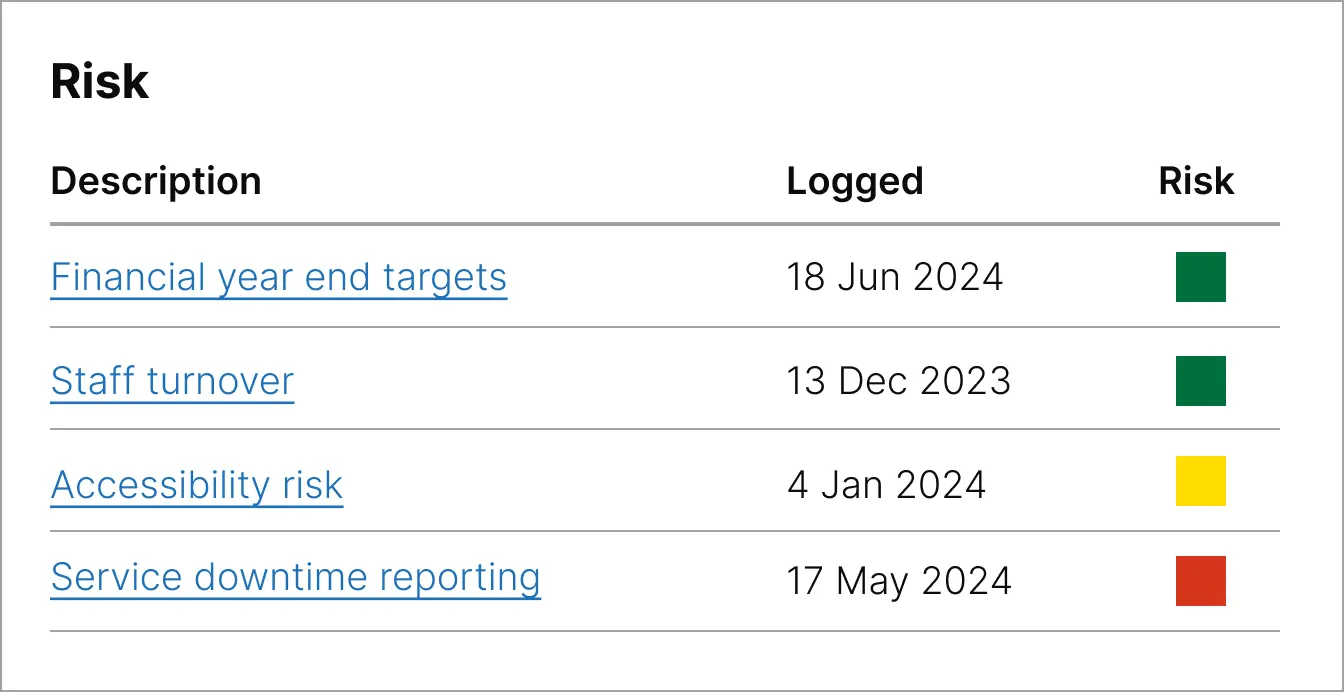 Risk
Description Logged Risk
Financial year end targets 18 Jun 2024
Staff turnover 13 Dec 2023
Accessibility risk 4 Jan 2024
Service downtime reporting 17 May 2024